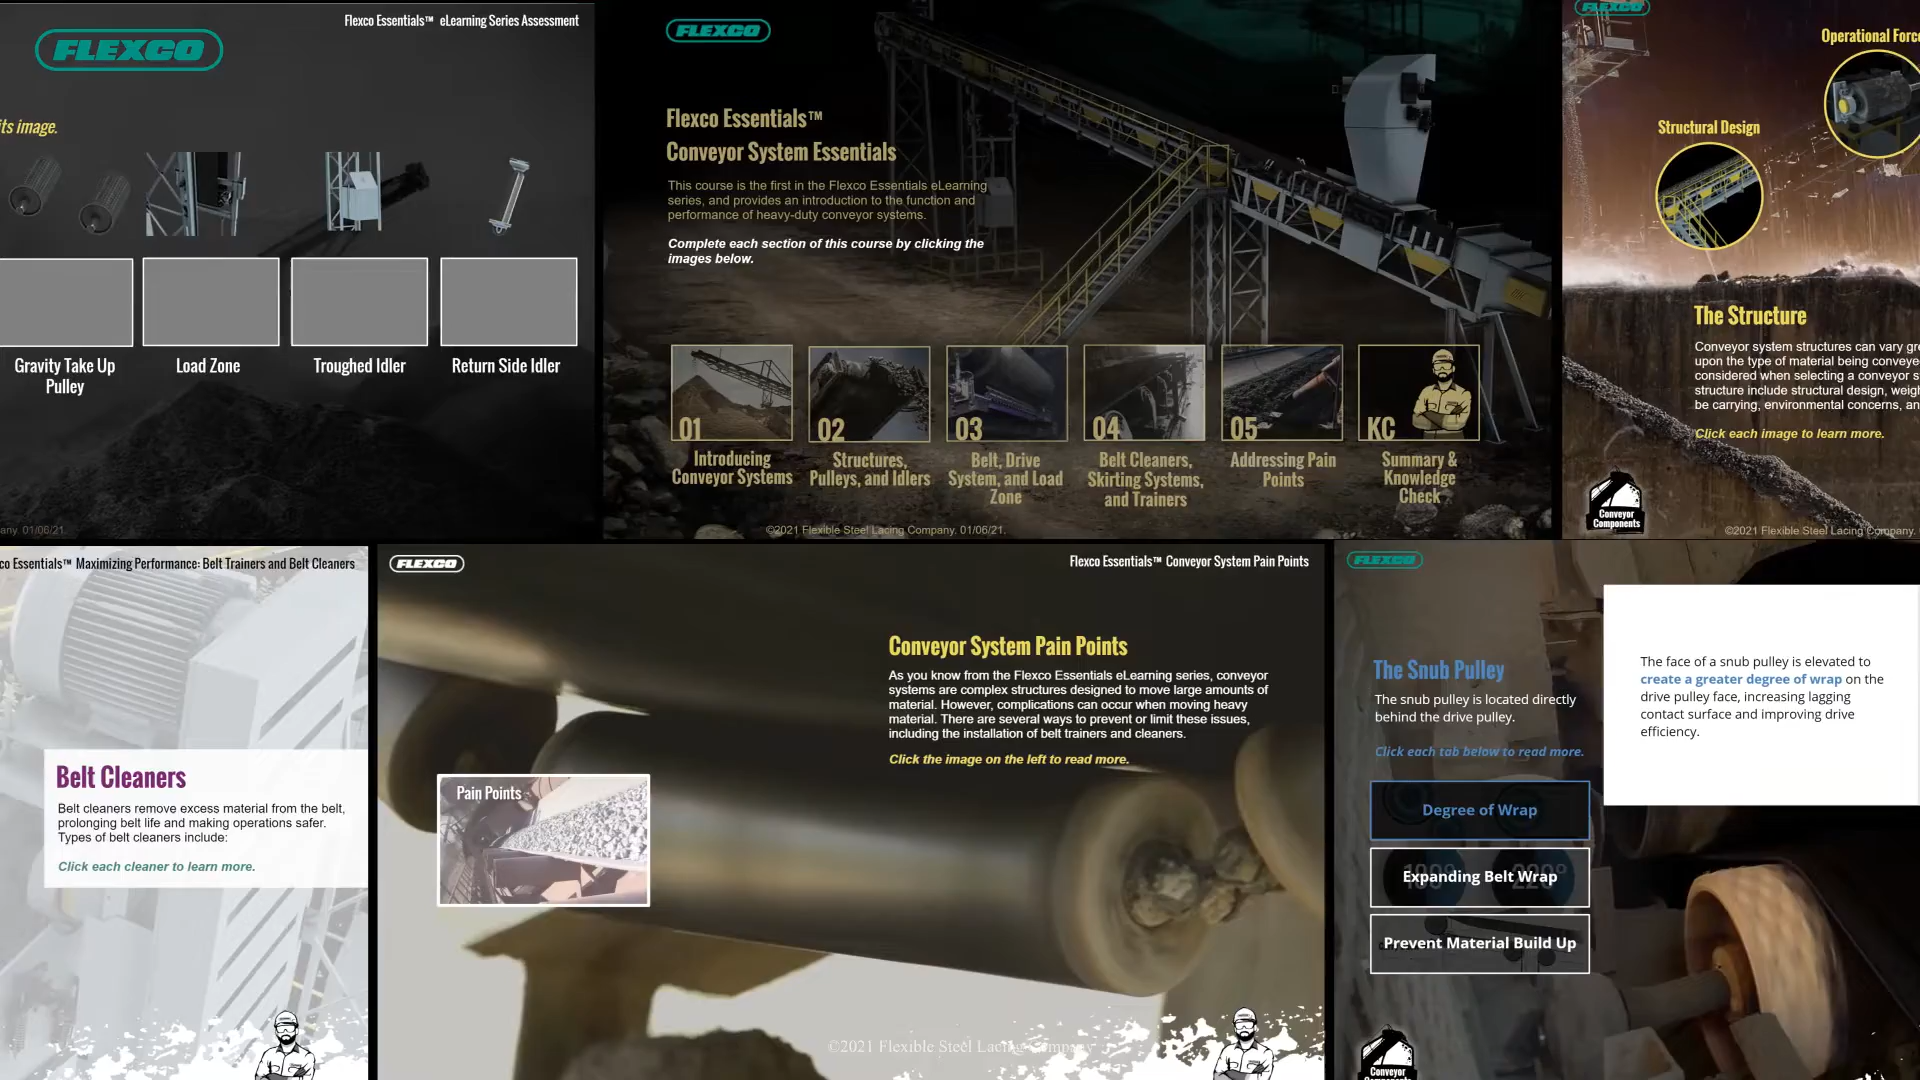 Flexco Essentials™ eLearning Series Assessment
FLEXCO
its image.
Gravity Take Up
Pulley
Load Zone
Troughed Idler
Return Side Idler
any. 01/06/21.
FLEXCO
Flexco Essentials™
Conveyor System Essentials
This course is the first in the Flexco Essentials eLearning
series, and provides an introduction to the function and
performance of heavy-duty conveyor systems.
Complete each section of this course by clicking the
images below.
01
Introducing
Conveyor Systems
02
Structures,
Pulleys, and Idlers
03
Belt, Drive
System, and Load
Zone
04
Belt Cleaners,
Skirting Systems,
and Trainers
05
Addressing Pain
Points
KC
Summary &
Knowledge
Check
©2021 Flexible Steel Lacing Company. 01/06/21.
FLEXCO
Operational Force
Structural Design
The Structure
Conveyor system structures can vary gre
upon the type of material being conveye
considered when selecting a conveyor s
structure include structural design, weigh
be carrying, environmental concerns, an
Click each image to learn more.
Conveyor
Components
©2021 Flexible Steel Lacing Company.
co Essentials™ Maximizing Performance: Belt Trainers and Belt Cleaners
Belt Cleaners
Belt cleaners remove excess material from the belt,
prolonging belt life and making operations safer.
Types of belt cleaners include:
Click each cleaner to learn more.
FLEXCO
Flexco Essentials™ Conveyor System Pain Points
Conveyor System Pain Points
As you know from the Flexco Essentials eLearning series, conveyor
systems are complex structures designed to move large amounts of
material. However, complications can occur when moving heavy
material. There are several ways to prevent or limit these issues,
including the installation of belt trainers and cleaners.
Click the image on the left to read more.
Pain Points
©2021 Flexible Steel Lacing Company
FLEXCO
The Snub Pulley
The snub pulley is located directly
behind the drive pulley.
Click each tab below to read more.
Degree of Wrap
Expanding Belt Wrap
Prevent Material Build Up
The face of a snub pulley is elevated to
create a greater degree of wrap on the
drive pulley face, increasing lagging
contact surface and improving drive
efficiency.
Conveyor
Components